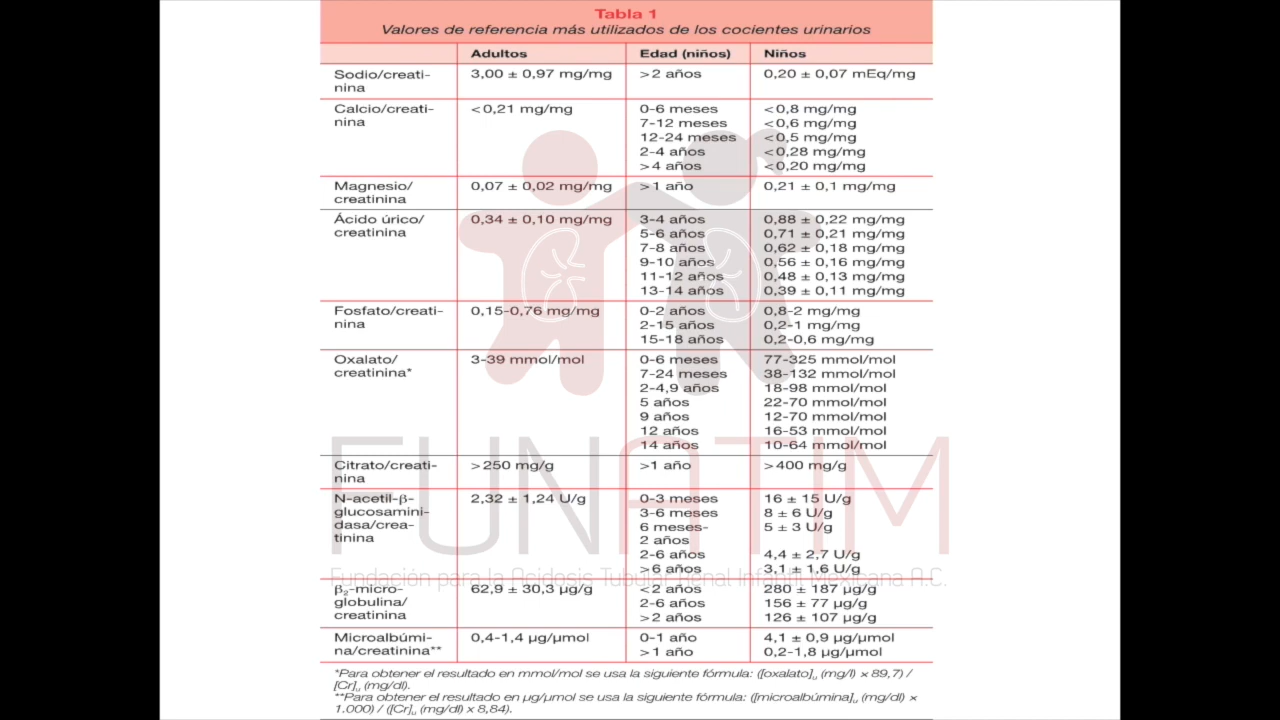 Tabla 1
Valores de referencia más utilizados de los cocientes urinarios
Adultos Edad (niños) Niños
Sodio/creati- 3,00 ± 0,97 mg/mg >2 años 0,20 ± 0,07 mEq/mg
nina
Calcio/creati- <0,21 mg/mg 0-6 meses <0,8 mg/mg
nina 7-12 meses <0,6 mg/mg
12-24 meses <0,5 mg/mg
2-4 años <0,28 mg/mg
>4 años <0,20 mg/mg
Magnesio/ 0,07 ± 0,02 mg/mg >1 año 0,21 ± 0,1 mg/mg
creatinina
Ácido úrico/ 0,34 ± 0,10 mg/mg 3-4 años 0,88 ± 0,22 mg/mg
creatinina 5-6 años 0,71 ± 0,21 mg/mg
7-8 años 0,62 ± 0,18 mg/mg
9-10 años 0,56 ± 0,16 mg/mg
11-12 años 0,48 ± 0,13 mg/mg
13-14 años 0,39 ± 0,11 mg/mg
Fosfato/creati- 0,15-0,76 mg/mg 0-2 años 0,8-2 mg/mg
nina 2-15 años 0,2-1 mg/mg
15-18 años 0,2-0,6 mg/mg
Oxalato/ 3-39 mmol/mol 0-6 meses 77-325 mmol/mol
creatinina* 7-24 meses 38-132 mmol/mol
2-4,9 años 18-98 mmol/mol
5 años 22-70 mmol/mol
9 años 12-70 mmol/mol
12 años 16-53 mmol/mol
14 años 10-64 mmol/mol
Citrato/creati- >250 mg/g >1 año >400 mg/g
nina
N-acetil-β- 2,32 ± 1,24 U/g 0-3 meses 16 ± 15 U/g
glucosamini- 3-6 meses 8 ± 6 U/g
dasa/crea- 6 meses- 5 ± 3 U/g
tinina 2 años
2-6 años 4,4 ± 2,7 U/g
>6 años 3,1 ± 1,6 U/g
β₂-micro- 62,9 ± 30,3 µg/g <2 años 280 ± 187 µg/g
globulina/ 2-6 años 156 ± 77 µg/g
creatinina >2 años 126 ± 107 µg/g
Microalbúmi- 0,4-1,4 µg/µmol 0-1 año 4,1 ± 0,9 µg/µmol
na/creatinina** >1 año 0,2-1,8 µg/µmol
*Para obtener el resultado en mmol/mol se usa la siguiente fórmula: ([oxalato]u (mg/l) x 89,7) /
[Cr]u (mg/dl).
**Para obtener el resultado en µg/µmol se usa la siguiente fórmula: ([microalbúmina]u (mg/dl) x
1.000) / ([Cr]u (mg/dl) x 8,84).
FUNATIM
Fundación para la Acidosis Tubular Renal Infantil Mexicana A.C.